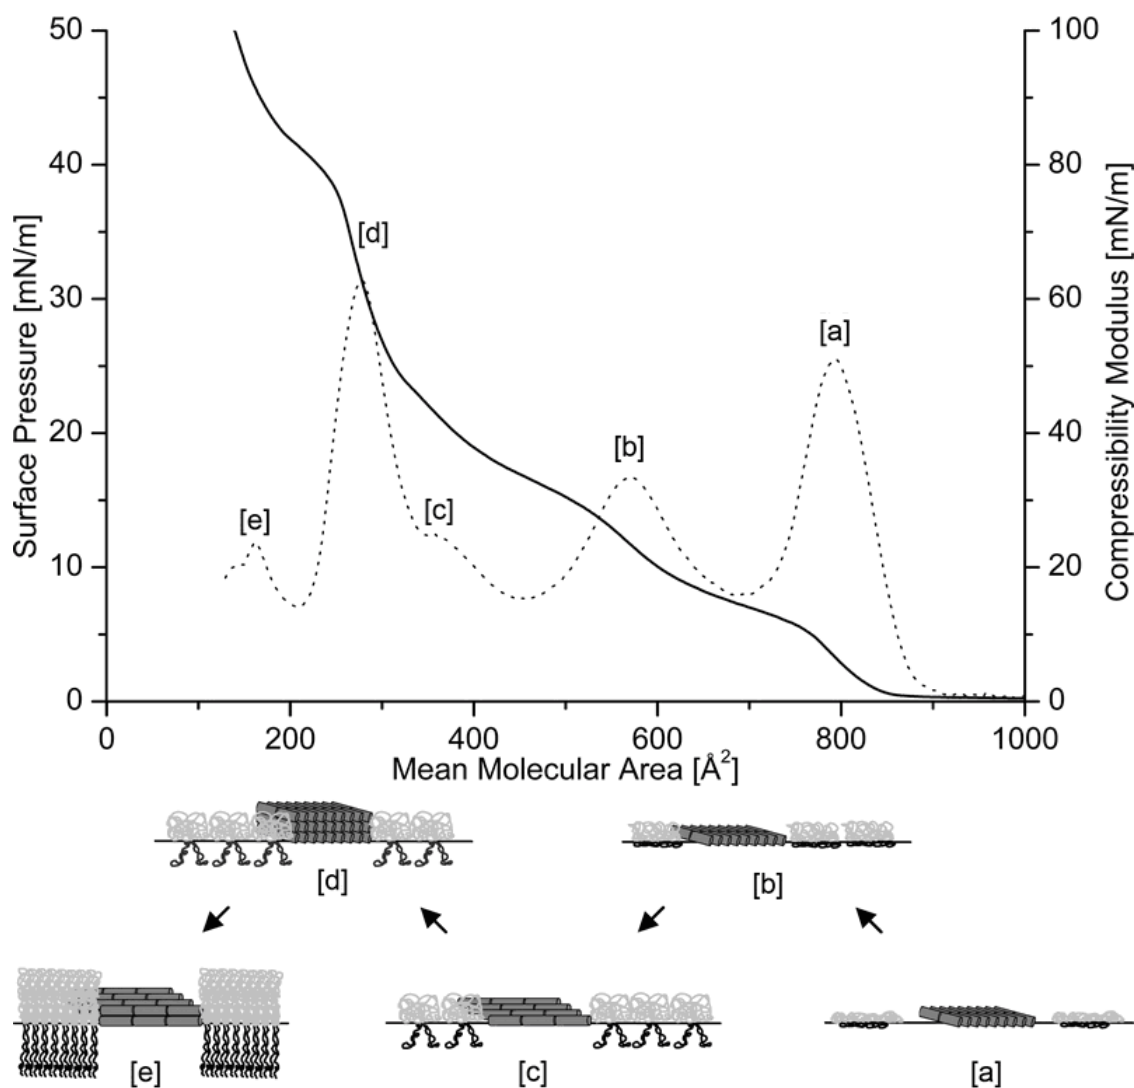 50
40
30
20
10
0
Surface Pressure [mN/m]
100
80
60
40
20
0
Compressibility Modulus [mN/m]
[d]
[a]
[b]
[c]
[e]
0
200
400
600
800
1000
Mean Molecular Area [Å²]
[d]
[b]
[e]
[c]
[a]